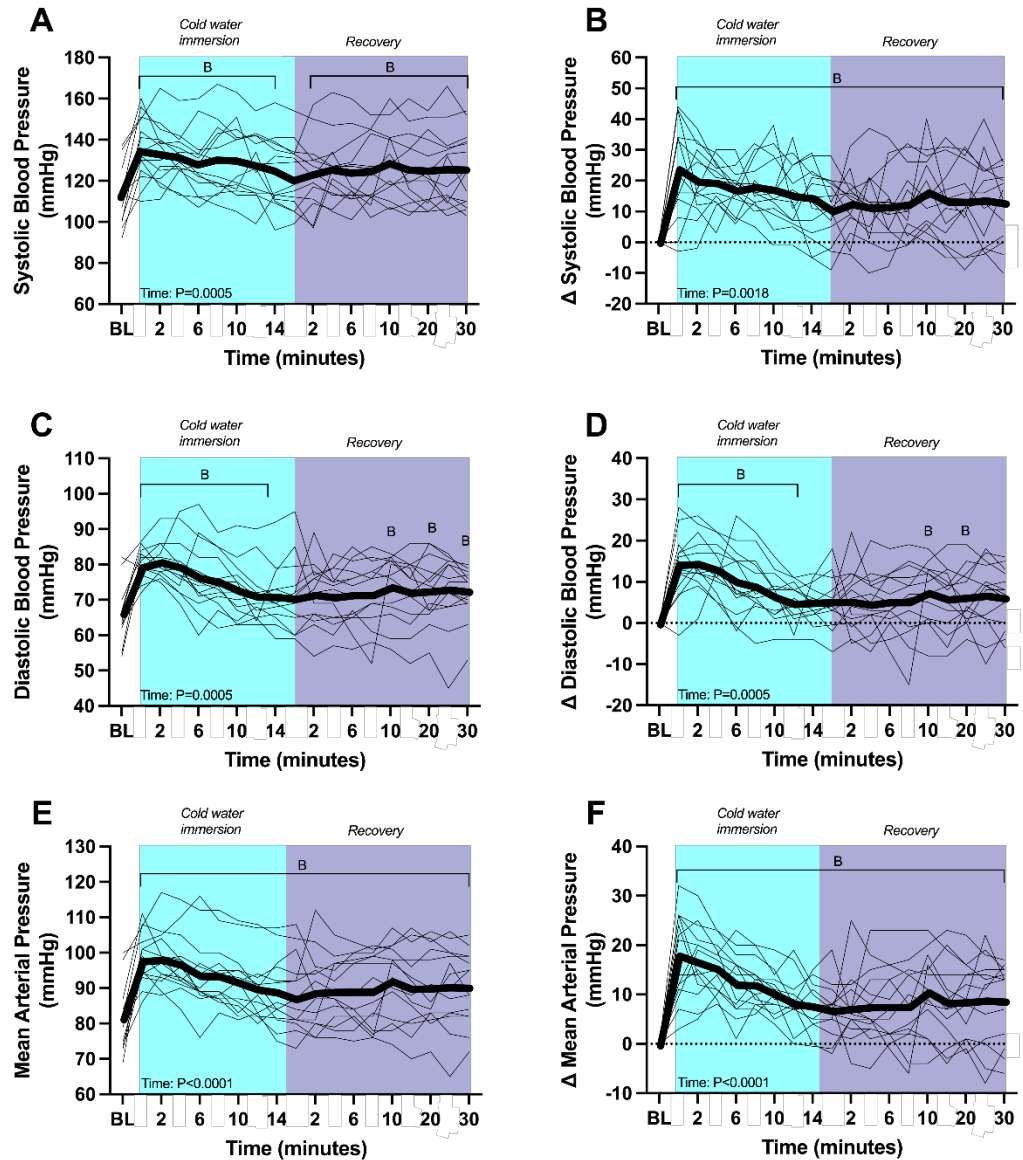 A
Cold water
immersion
Recovery
Systolic Blood Pressure
(mmHg)
180
160
140
120
100
80
60
B
B
Time: P=0.0005
BL 2 6 10 14 2 6 10 20 30
Time (minutes)
B
Cold water
immersion
Recovery
Δ Systolic Blood Pressure
(mmHg)
60
50
40
30
20
10
0
-10
-20
B
Time: P=0.0018
BL 2 6 10 14 2 6 10 20 30
Time (minutes)
C
Cold water
immersion
Recovery
Diastolic Blood Pressure
(mmHg)
110
100
90
80
70
60
50
40
B
B
B
B
Time: P=0.0005
BL 2 6 10 14 2 6 10 20 30
Time (minutes)
D
Cold water
immersion
Recovery
Δ Diastolic Blood Pressure
(mmHg)
40
30
20
10
0
-10
-20
B
B
B
Time: P=0.0005
BL 2 6 10 14 2 6 10 20 30
Time (minutes)
E
Cold water
immersion
Recovery
Mean Arterial Pressure
(mmHg)
130
120
110
100
90
80
70
60
B
Time: P<0.0001
BL 2 6 10 14 2 6 10 20 30
Time (minutes)
F
Cold water
immersion
Recovery
Δ Mean Arterial Pressure
(mmHg)
40
30
20
10
0
-10
B
Time: P<0.0001
BL 2 6 10 14 2 6 10 20 30
Time (minutes)